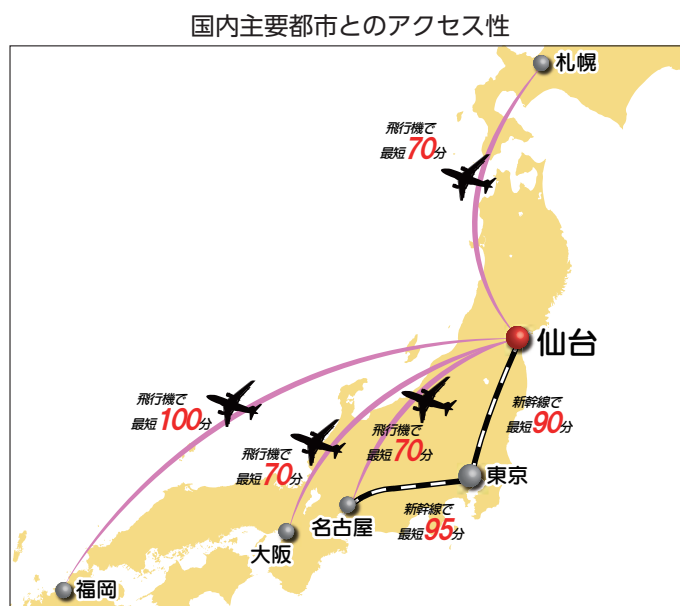 国内主要都市とのアクセス性
札幌
飛行機で
最短70分
仙台
飛行機で
最短100分
飛行機で
最短70分
飛行機で
最短70分
新幹線で
最短90分
東京
名古屋
新幹線で
最短95分
大阪
福岡